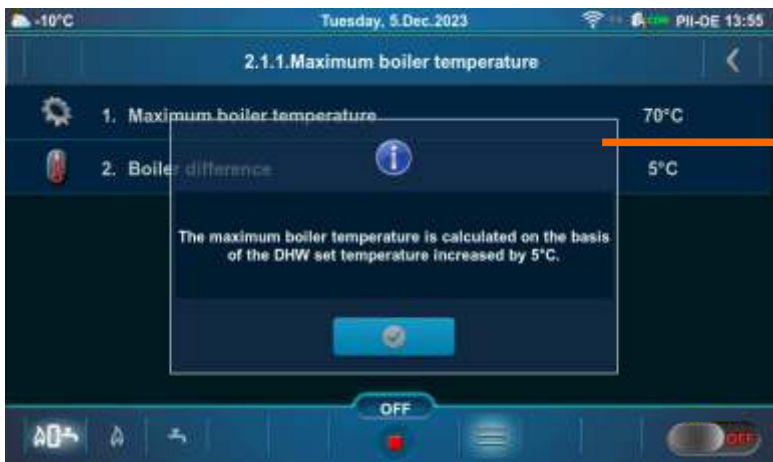 -10°C Tuesday, 5.Dec.2023 PII-OE 13:55
2.1.1.Maximum boiler temperature
1. Maximum boiler temperature 70°C
2. Boiler difference 5°C
The maximum boiler temperature is calculated on the basis
of the DHW set temperature increased by 5°C.
OFF
OFF